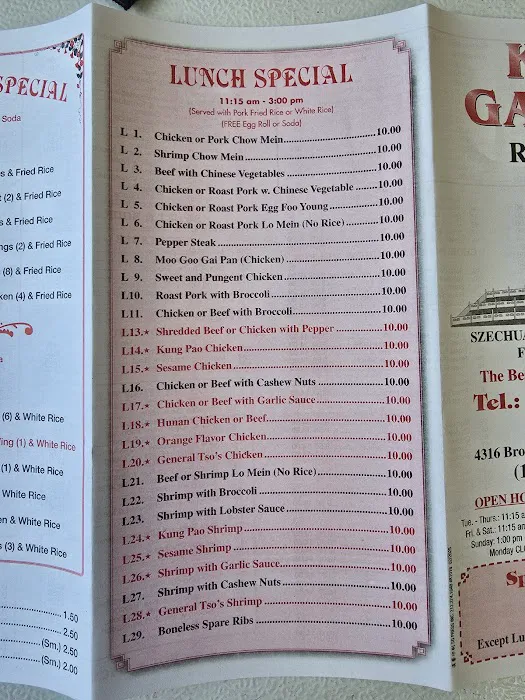 SPECIAL
Soda
s & Fried Rice
(2) & Fried Rice
s & Fried Rice
ngs (2) & Fried Rice
(8) & Fried Rice
ken (4) & Fried Rice
(6) & White Rice
ing (1) & White Rice
(1) & White Rice
White Rice
en & White Rice
s (3) & White Rice
1.50
2.50
(Sm.) 2.50
(Sm.) 2.00
LUNCH SPECIAL
11:15 am - 3:00 pm
(Served with Pork Fried Rice or White Rice)
(FREE Egg Roll or Soda)
L 1. Chicken or Pork Chow Mein 10.00
L 2. Shrimp Chow Mein 10.00
L 3. Beef with Chinese Vegetables 10.00
L 4. Chicken or Roast Pork w. Chinese Vegetable 10.00
L 5. Chicken or Roast Pork Egg Foo Young 10.00
L 6. Chicken or Roast Pork Lo Mein (No Rice) 10.00
L 7. Pepper Steak 10.00
L 8. Moo Goo Gai Pan (Chicken) 10.00
L 9. Sweet and Pungent Chicken 10.00
L10. Roast Pork with Broccoli 10.00
L11. Chicken or Beef with Broccoli 10.00
L13.★ Shredded Beef or Chicken with Pepper 10.00
L14.★ Kung Pao Chicken 10.00
L15.★ Sesame Chicken 10.00
L16. Chicken or Beef with Cashew Nuts 10.00
L17.★ Chicken or Beef with Garlic Sauce 10.00
L18.★ Hunan Chicken or Beef 10.00
L19.★ Orange Flavor Chicken 10.00
L20.★ General Tso's Chicken 10.00
L21. Beef or Shrimp Lo Mein (No Rice) 10.00
L22. Shrimp with Broccoli 10.00
L23. Shrimp with Lobster Sauce 10.00
L24.★ Kung Pao Shrimp 10.00
L25.★ Sesame Shrimp 10.00
L26.★ Shrimp with Garlic Sauce 10.00
L27. Shrimp with Cashew Nuts 10.00
L28.★ General Tso's Shrimp 10.00
L29. Boneless Spare Ribs 10.00
K
GA
R
SZECHUA
F
The Be
Tel.:
4316 Bro
(1
OPEN HO
Tue. - Thurs.: 11:15 a
Fri. & Sat.: 11:15 am
Sunday: 1:00 pm
Monday CL
Sp
Except Lu